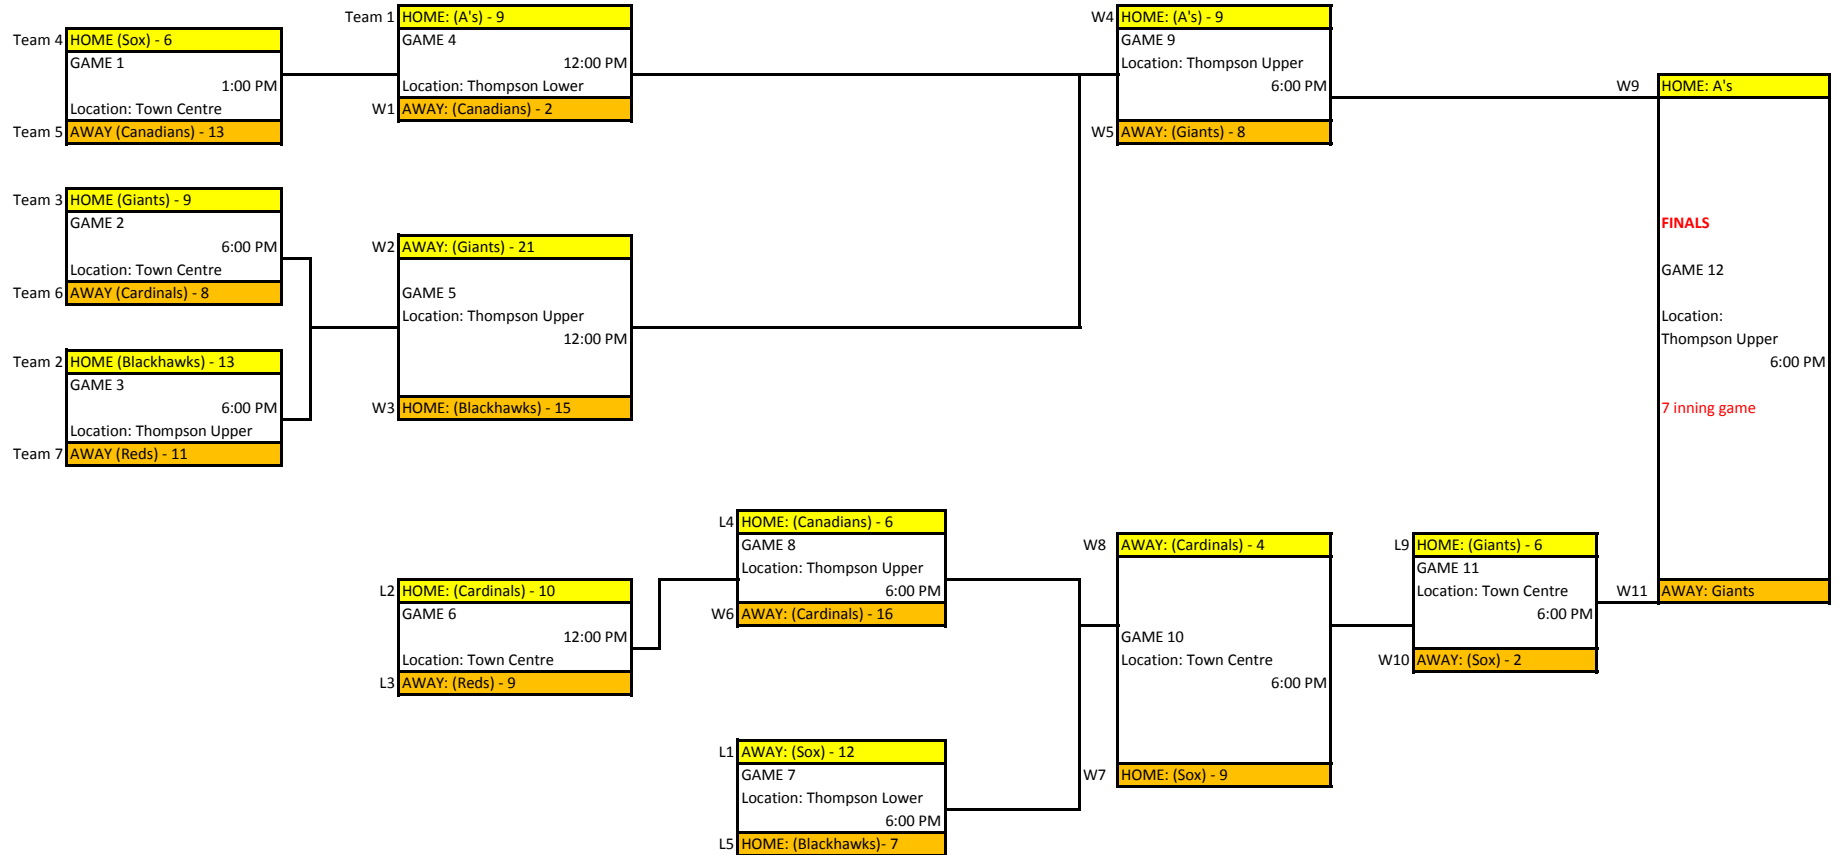 Team 4
HOME (Sox) - 6
GAME 1
1:00 PM
Location: Town Centre
Team 5
AWAY (Canadians) - 13
Team 3
HOME (Giants) - 9
GAME 2
6:00 PM
Location: Town Centre
Team 6
AWAY (Cardinals) - 8
Team 2
HOME (Blackhawks) - 13
GAME 3
6:00 PM
Location: Thompson Upper
Team 7
AWAY (Reds) - 11
Team 1
HOME: (A's) - 9
GAME 4
12:00 PM
Location: Thompson Lower
W1
AWAY: (Canadians) - 2
W2
AWAY: (Giants) - 21
GAME 5
Location: Thompson Upper
12:00 PM
W3
HOME: (Blackhawks) - 15
L2
HOME: (Cardinals) - 10
GAME 6
12:00 PM
Location: Town Centre
L3
AWAY: (Reds) - 9
L4
HOME: (Canadians) - 6
GAME 8
Location: Thompson Upper
6:00 PM
W6
AWAY: (Cardinals) - 16
L1
AWAY: (Sox) - 12
GAME 7
Location: Thompson Lower
6:00 PM
L5
HOME: (Blackhawks)- 7
W4
HOME: (A's) - 9
GAME 9
Location: Thompson Upper
6:00 PM
W5
AWAY: (Giants) - 8
W8
AWAY: (Cardinals) - 4
GAME 10
Location: Town Centre
6:00 PM
W7
HOME: (Sox) - 9
L9
HOME: (Giants) - 6
GAME 11
Location: Town Centre
6:00 PM
W10
AWAY: (Sox) - 2
W9
HOME: A's
FINALS
GAME 12
Location:
Thompson Upper
6:00 PM
7 inning game
W11
AWAY: Giants